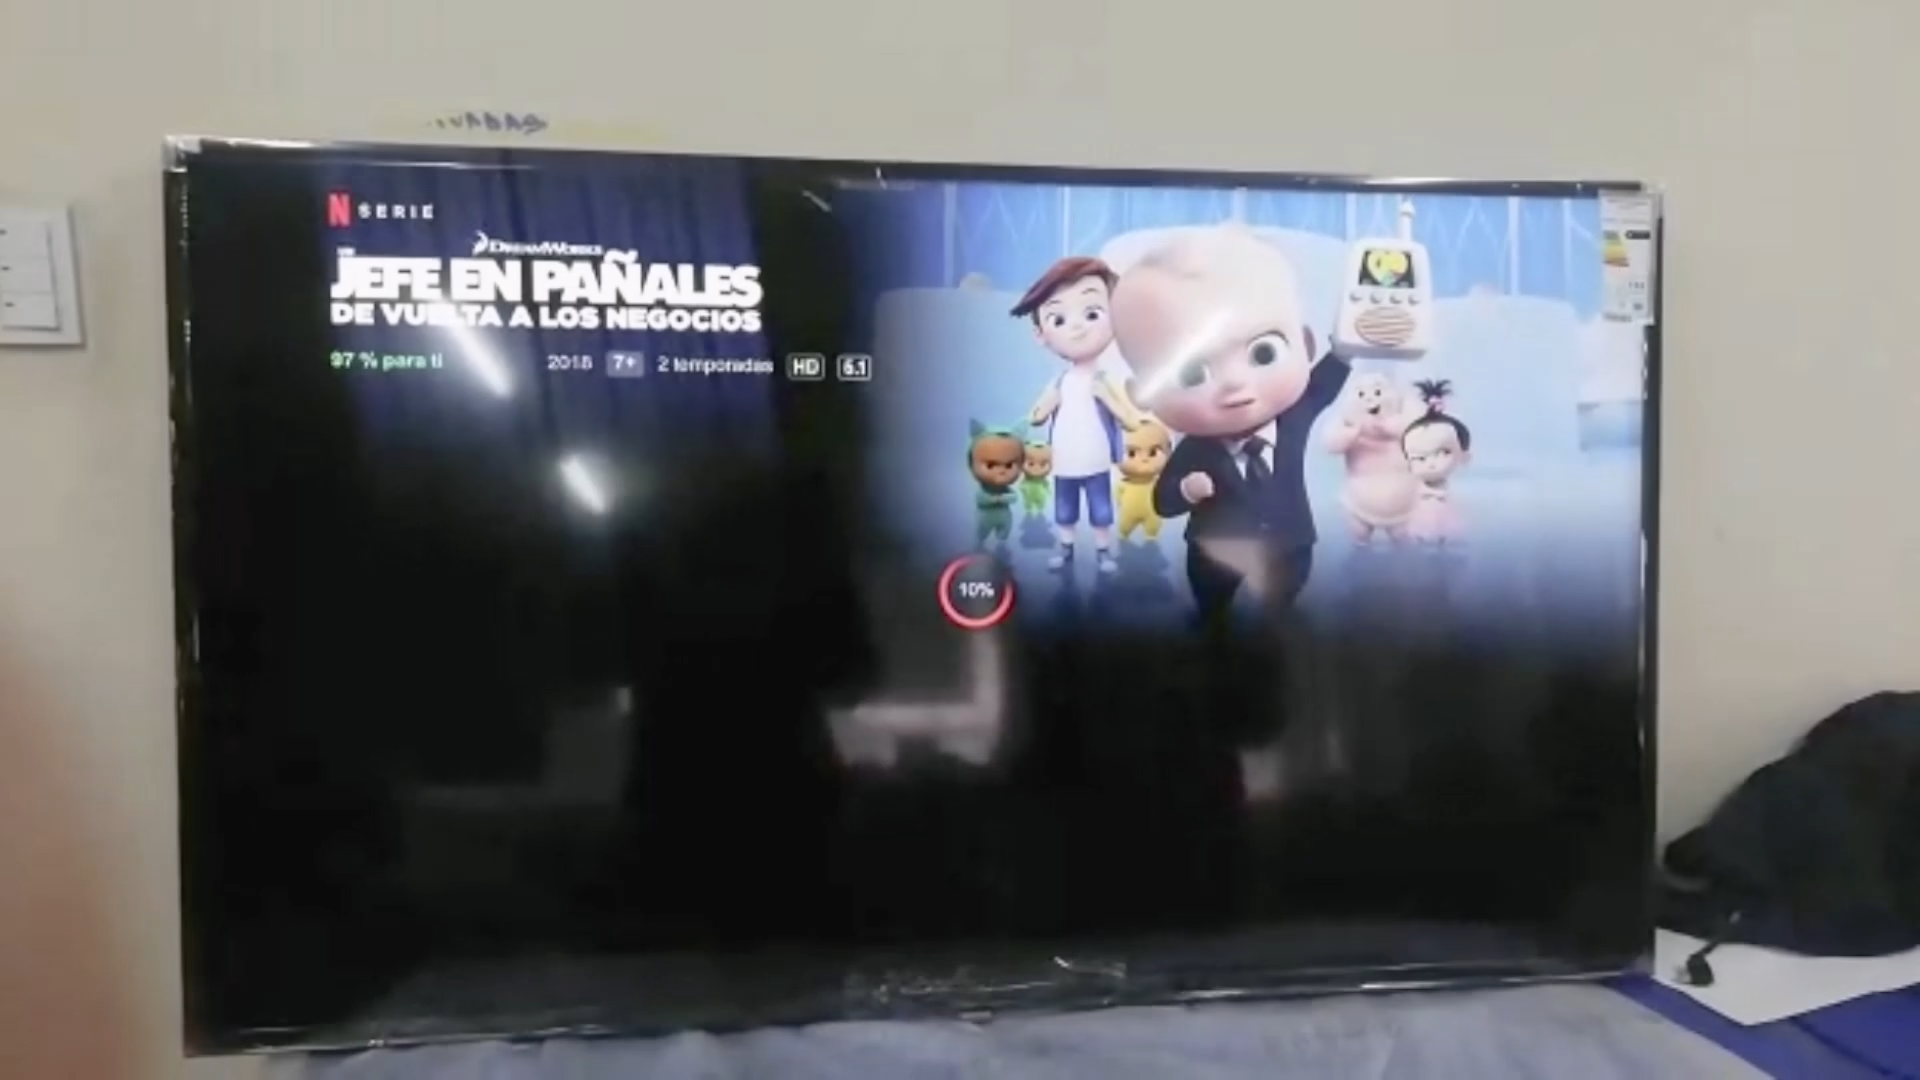 N SERIE
DREAMWORKS
UN
JEFE EN PAÑALES
DE VUELTA A LOS NEGOCIOS
97 % para ti 2018 7+ 2 temporadas HD 5.1
10%